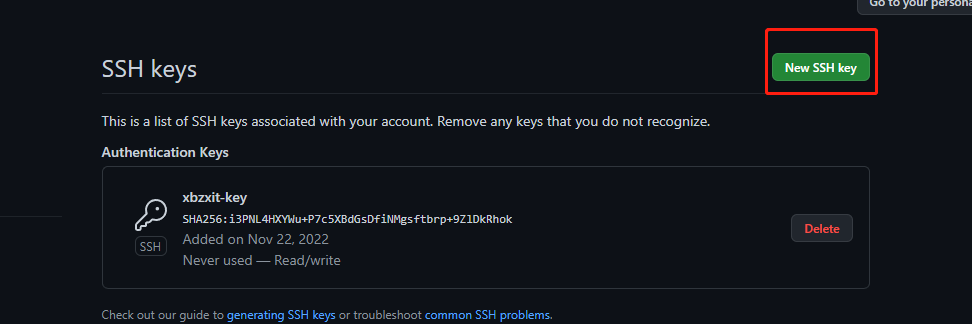 Go to your persona
SSH keys
New SSH key
This is a list of SSH keys associated with your account. Remove any keys that you do not recognize.
Authentication Keys
xbzxit-key
SHA256:i3PNL4HXYWu+P7c5XBdGsDfiNMgsftbrp+9Z1DkRhok
Added on Nov 22, 2022
Never used — Read/write
SSH
Delete
Check out our guide to generating SSH keys or troubleshoot common SSH problems.